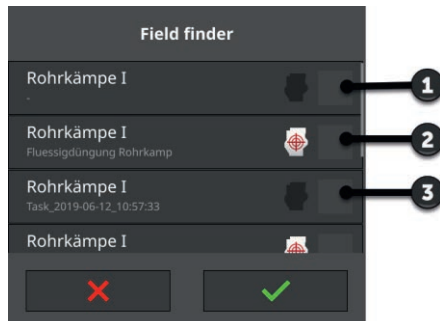 Field finder
Rohrkämpe I
-
1
Rohrkämpe I
Fluessigdüngung Rohrkamp
2
Rohrkämpe I
Task_2019-06-12_10:57:33
3
Rohrkämpe I